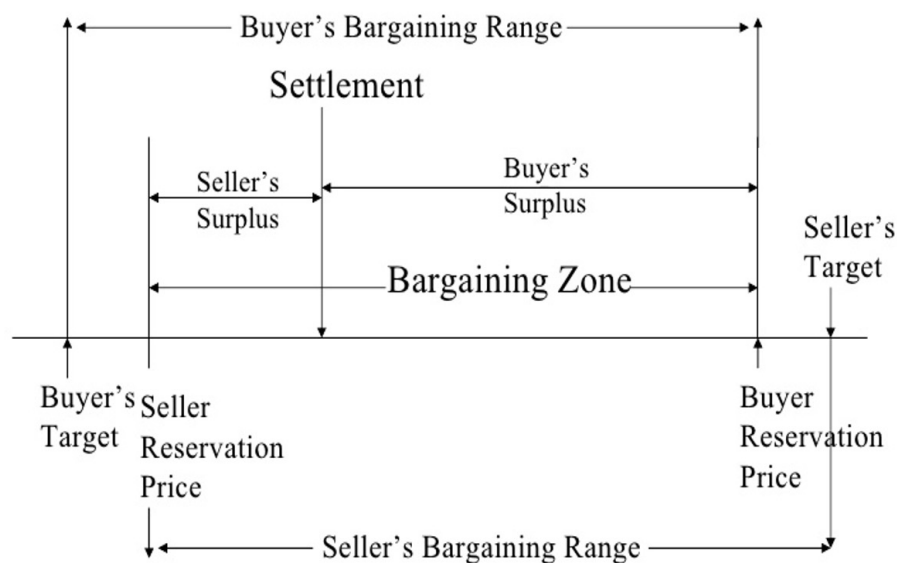 Buyer's Bargaining Range
Settlement
Seller's
Surplus
Buyer's
Surplus
Seller's
Target
Bargaining Zone
Buyer's
Target
Seller
Reservation
Price
Buyer
Reservation
Price
Seller's Bargaining Range